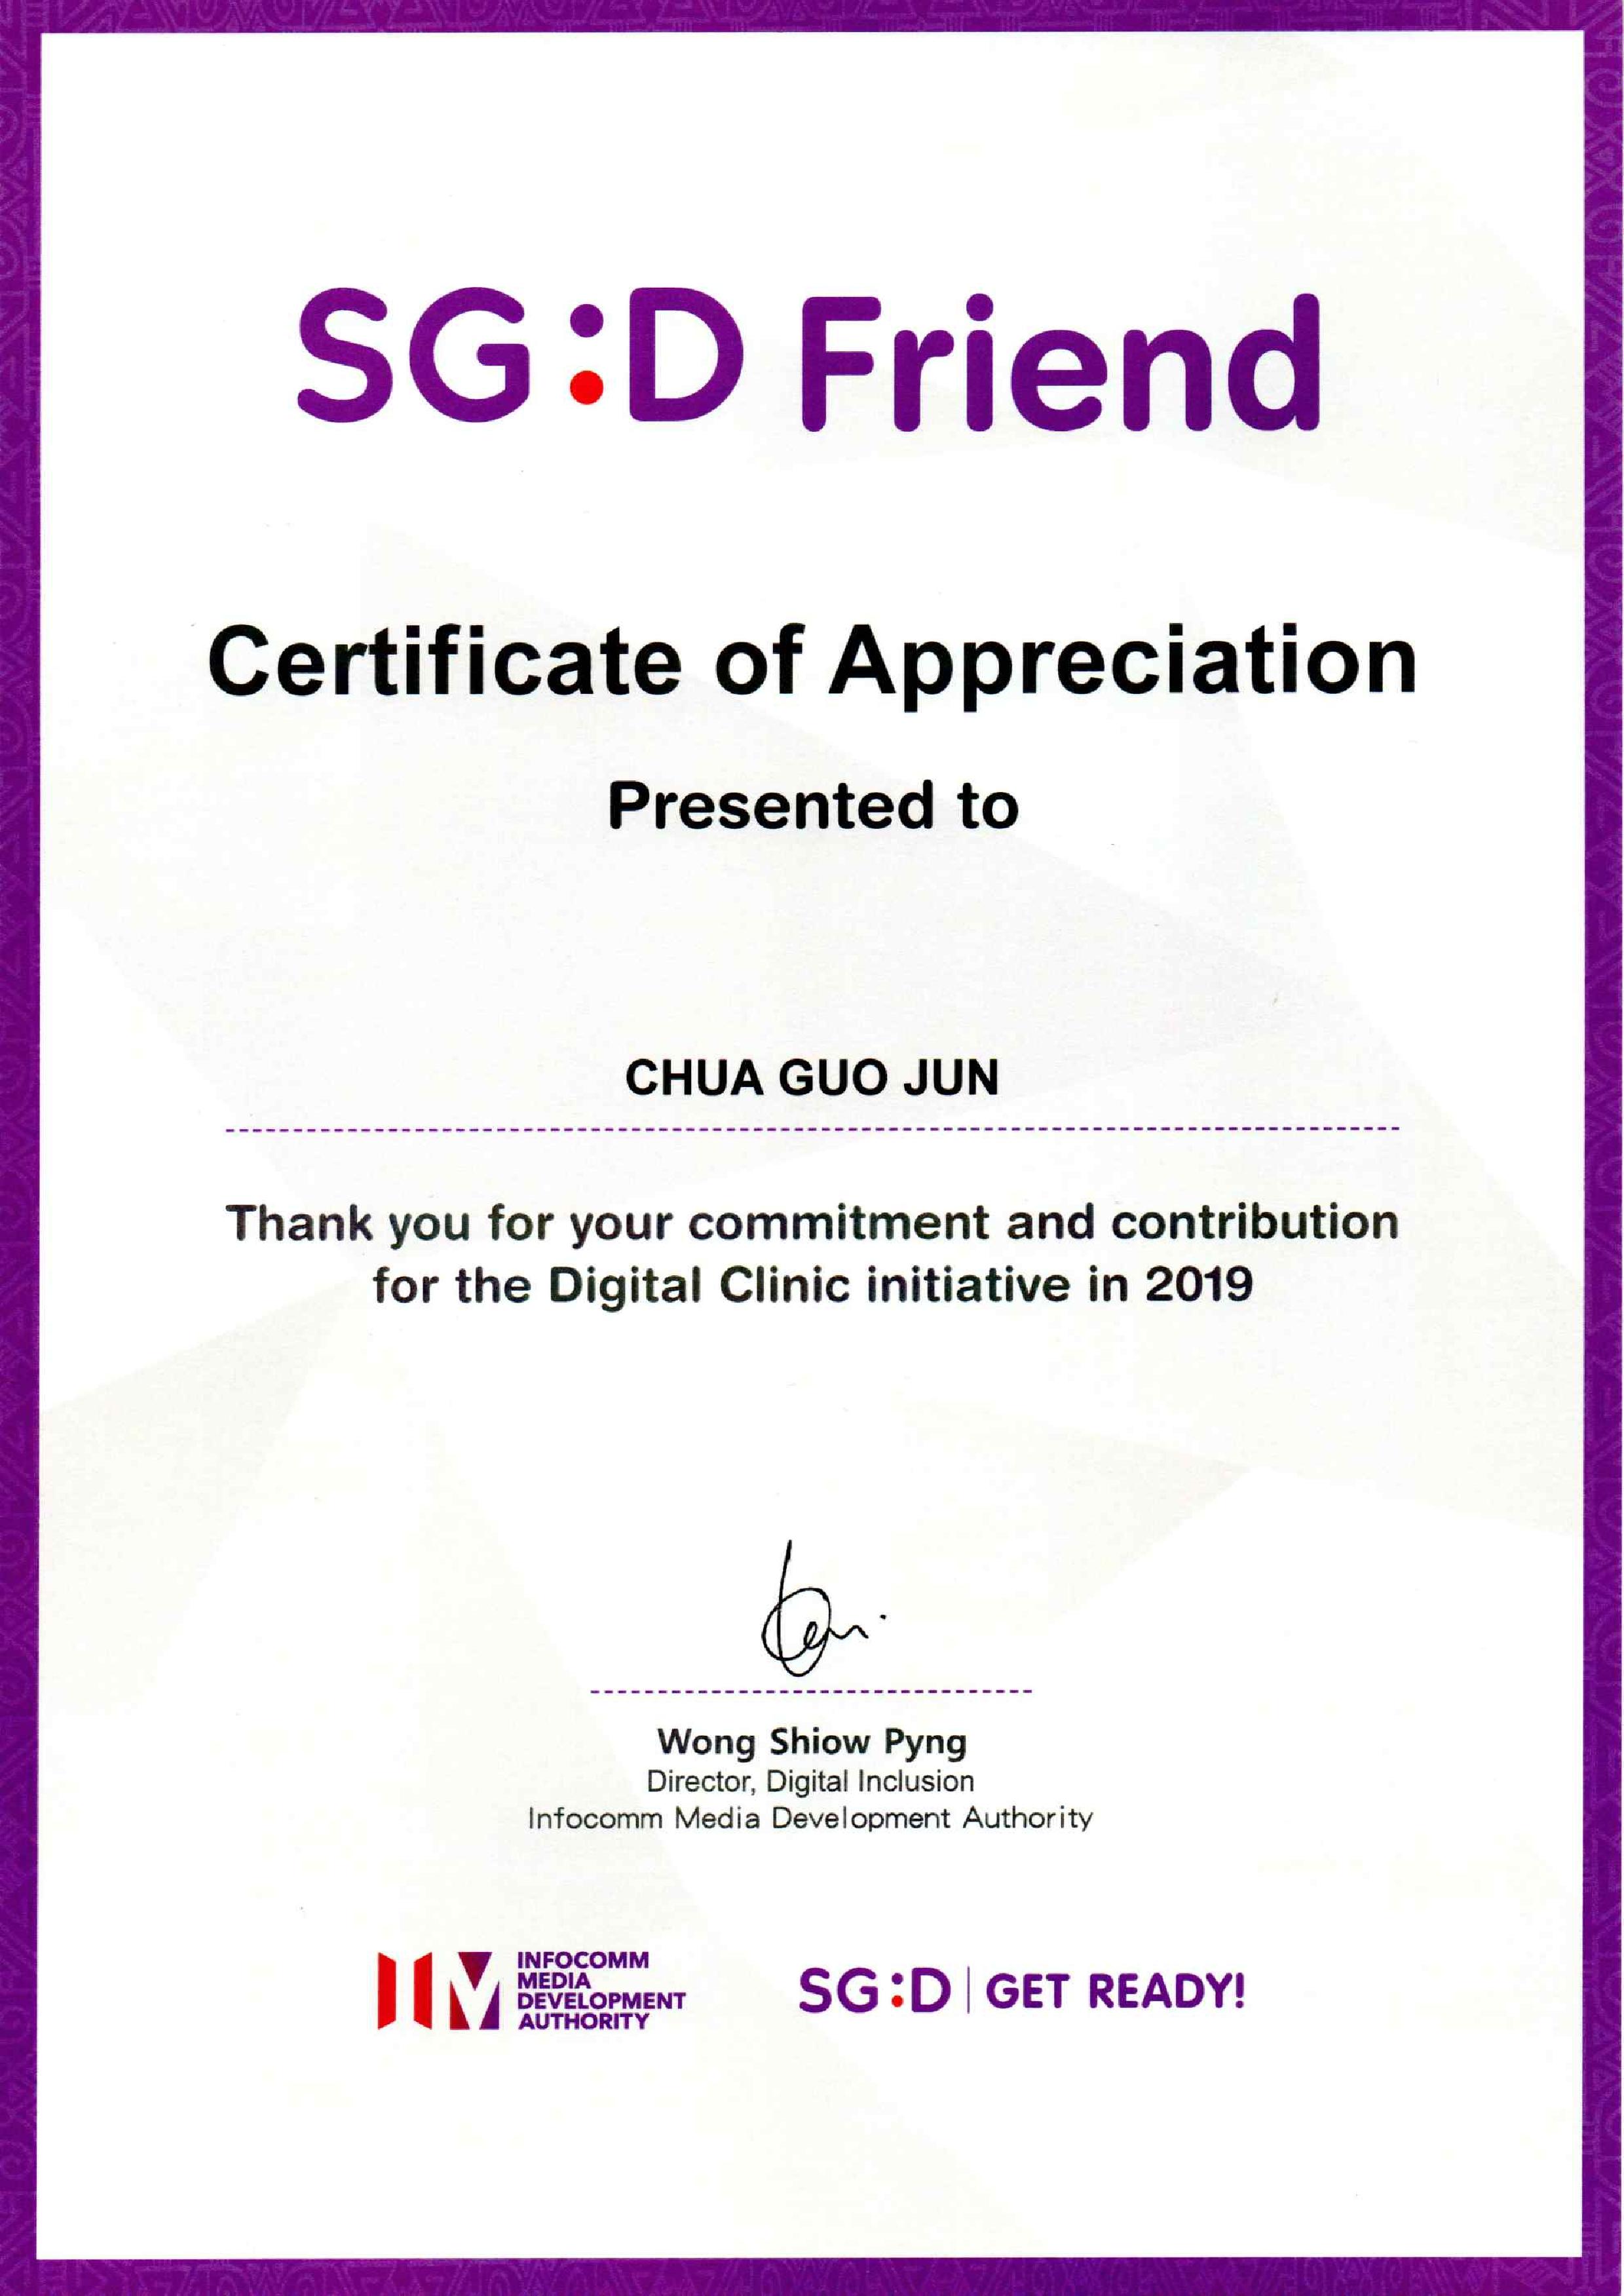 SG:D Friend
Certificate of Appreciation
Presented to
CHUA GUO JUN
Thank you for your commitment and contribution
for the Digital Clinic initiative in 2019
Wong Shiow Pyng
Director, Digital Inclusion
Infocomm Media Development Authority
INFOCOMM
MEDIA
DEVELOPMENT
AUTHORITY
SG:D | GET READY!